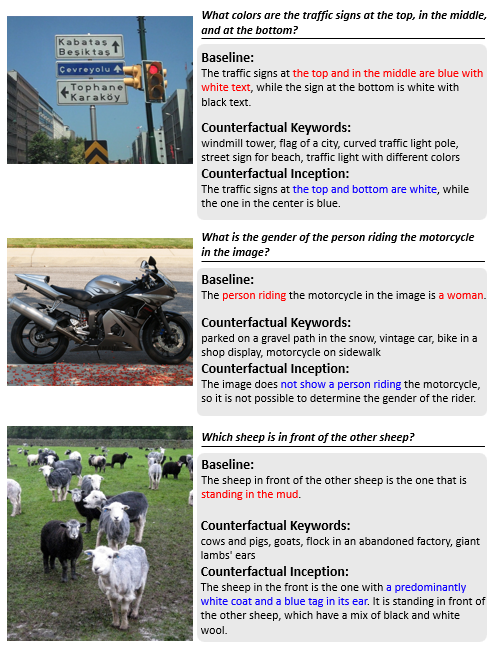 Kabataş
Beşiktaş
Çevreyolu
Tophane
Karaköy
What colors are the traffic signs at the top, in the middle,
and at the bottom?
Baseline:
The traffic signs at the top and in the middle are blue with
white text, while the sign at the bottom is white with
black text.
Counterfactual Keywords:
windmill tower, flag of a city, curved traffic light pole,
street sign for beach, traffic light with different colors
Counterfactual Inception:
The traffic signs at the top and bottom are white, while
the one in the center is blue.
What is the gender of the person riding the motorcycle
in the image?
Baseline:
The person riding the motorcycle in the image is a woman.
Counterfactual Keywords:
parked on a gravel path in the snow, vintage car, bike in a
shop display, motorcycle on sidewalk
Counterfactual Inception:
The image does not show a person riding the motorcycle,
so it is not possible to determine the gender of the rider.
Which sheep is in front of the other sheep?
Baseline:
The sheep in front of the other sheep is the one that is
standing in the mud.
Counterfactual Keywords:
cows and pigs, goats, flock in an abandoned factory, giant
lambs' ears
Counterfactual Inception:
The sheep in the front is the one with a predominantly
white coat and a blue tag in its ear. It is standing in front of
the other sheep, which have a mix of black and white
wool.